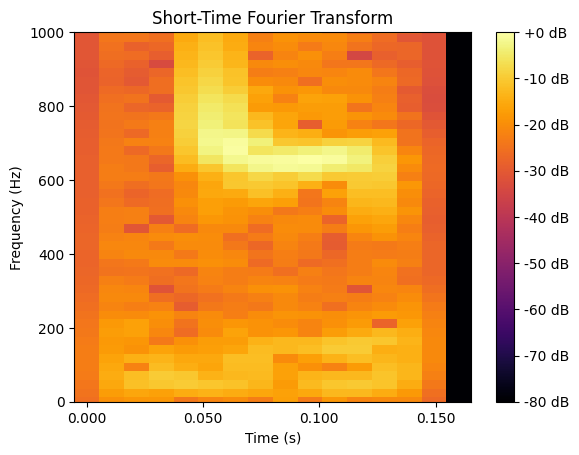 Short-Time Fourier Transform
1000
800
600
400
200
0
Frequency (Hz)
0.000
0.050
0.100
0.150
Time (s)
+0 dB
-10 dB
-20 dB
-30 dB
+40 dB
-50 dB
-60 dB
-70 dB
-80 dB